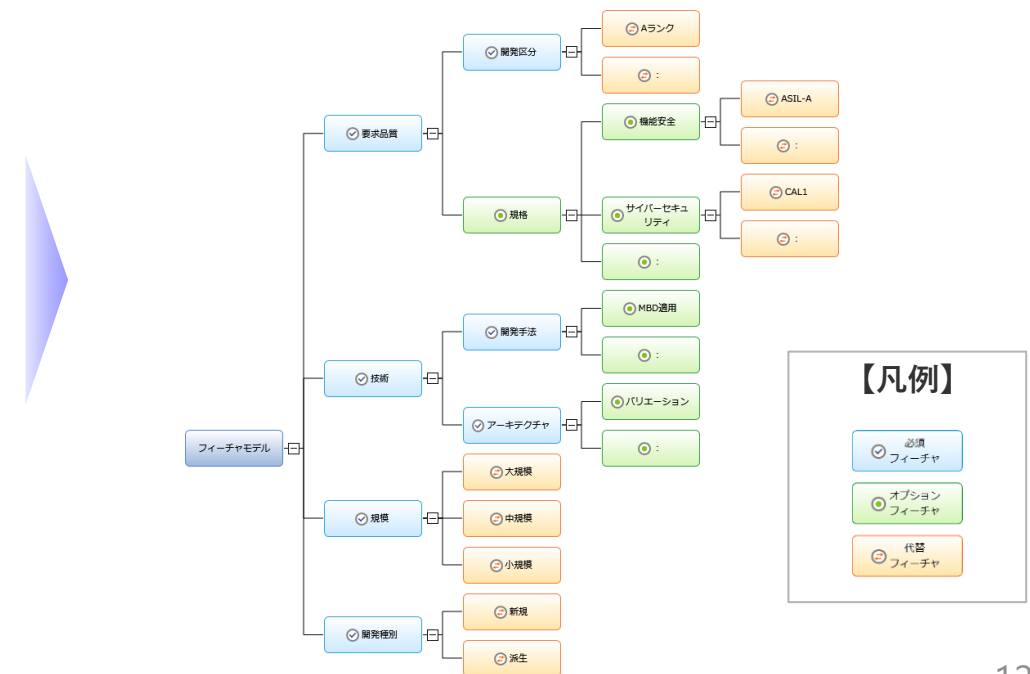 フィーチャモデル
要求品質
開発区分
Aランク
:
規格
機能安全
ASIL-A
:
サイバーセキュ
リティ
CAL1
:
:
技術
開発手法
MBD適用
:
アーキテクチャ
バリエーション
:
規模
大規模
中規模
小規模
開発種別
新規
派生
【凡例】
必須
フィーチャ
オプション
フィーチャ
代替
フィーチャ